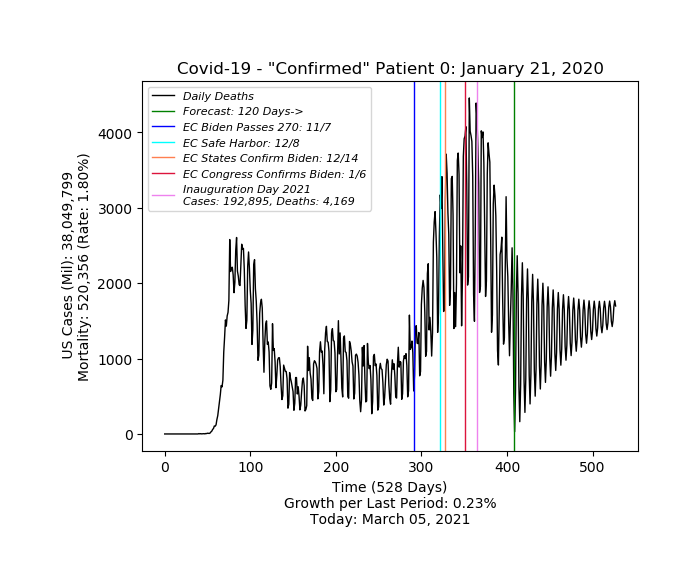 Covid-19 - "Confirmed" Patient 0: January 21, 2020
Daily Deaths
Forecast: 120 Days->
EC Biden Passes 270: 11/7
EC Safe Harbor: 12/8
EC States Confirm Biden: 12/14
EC Congress Confirms Biden: 1/6
Inauguration Day 2021
Cases: 192,895, Deaths: 4,169
US Cases (Mil): 38,049,799
Mortality: 520,356 (Rate: 1.80%)
4000
3000
2000
1000
0
0 100 200 300 400 500
Time (528 Days)
Growth per Last Period: 0.23%
Today: March 05, 2021